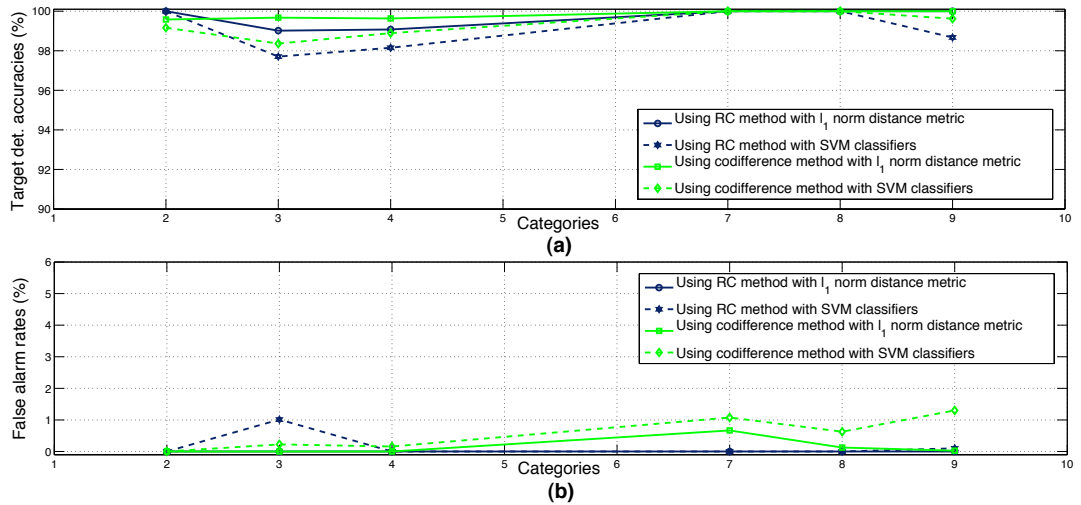 Target det. accuracies (%)
100
98
96
94
92
90
1 2 3 4 5 6 7 8 9 10
Categories
Using RC method with l1 norm distance metric
Using RC method with SVM classifiers
Using codifference method with l1 norm distance metric
Using codifference method with SVM classifiers
(a)
False alarm rates (%)
6
5
4
3
2
1
0
1 2 3 4 5 6 7 8 9 10
Categories
Using RC method with l1 norm distance metric
Using RC method with SVM classifiers
Using codifference method with l1 norm distance metric
Using codifference method with SVM classifiers
(b)